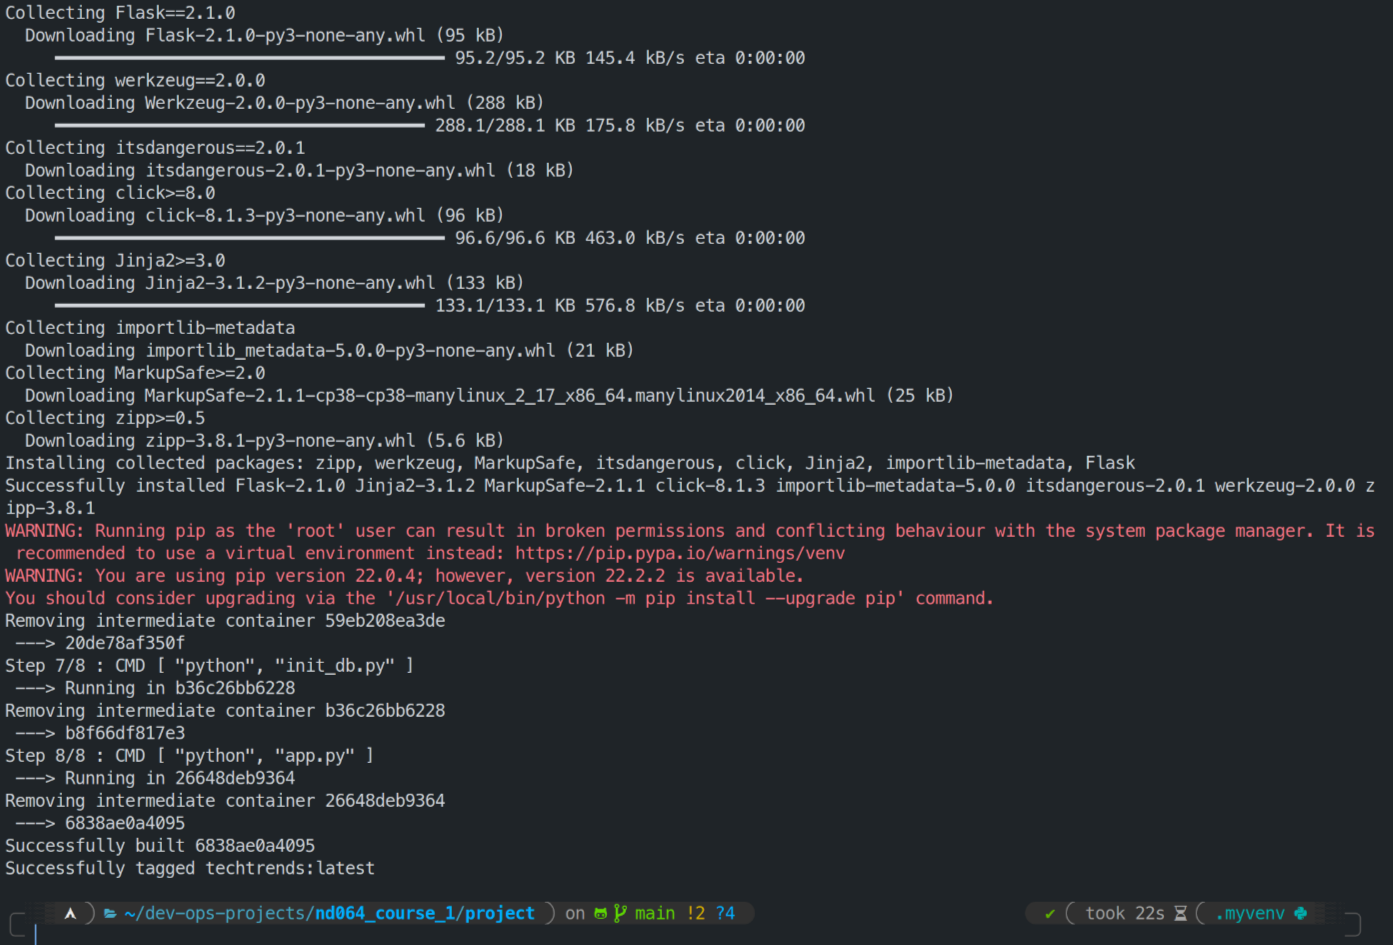 Collecting Flask==2.1.0
  Downloading Flask-2.1.0-py3-none-any.whl (95 kB)
     ━━━━━━━━━━━━━━━━━━━━━━━━━━━━━━━━━━━━━━━ 95.2/95.2 KB 145.4 kB/s eta 0:00:00
Collecting werkzeug==2.0.0
  Downloading Werkzeug-2.0.0-py3-none-any.whl (288 kB)
     ━━━━━━━━━━━━━━━━━━━━━━━━━━━━━━━━━━━━━ 288.1/288.1 KB 175.8 kB/s eta 0:00:00
Collecting itsdangerous==2.0.1
  Downloading itsdangerous-2.0.1-py3-none-any.whl (18 kB)
Collecting click>=8.0
  Downloading click-8.1.3-py3-none-any.whl (96 kB)
     ━━━━━━━━━━━━━━━━━━━━━━━━━━━━━━━━━━━━━━━ 96.6/96.6 KB 463.0 kB/s eta 0:00:00
Collecting Jinja2>=3.0
  Downloading Jinja2-3.1.2-py3-none-any.whl (133 kB)
     ━━━━━━━━━━━━━━━━━━━━━━━━━━━━━━━━━━━━━ 133.1/133.1 KB 576.8 kB/s eta 0:00:00
Collecting importlib-metadata
  Downloading importlib_metadata-5.0.0-py3-none-any.whl (21 kB)
Collecting MarkupSafe>=2.0
  Downloading MarkupSafe-2.1.1-cp38-cp38-manylinux_2_17_x86_64.manylinux2014_x86_64.whl (25 kB)
Collecting zipp>=0.5
  Downloading zipp-3.8.1-py3-none-any.whl (5.6 kB)
Installing collected packages: zipp, werkzeug, MarkupSafe, itsdangerous, click, Jinja2, importlib-metadata, Flask
Successfully installed Flask-2.1.0 Jinja2-3.1.2 MarkupSafe-2.1.1 click-8.1.3 importlib-metadata-5.0.0 itsdangerous-2.0.1 werkzeug-2.0.0 z
ipp-3.8.1
WARNING: Running pip as the 'root' user can result in broken permissions and conflicting behaviour with the system package manager. It is
 recommended to use a virtual environment instead: https://pip.pypa.io/warnings/venv
WARNING: You are using pip version 22.0.4; however, version 22.2.2 is available.
You should consider upgrading via the '/usr/local/bin/python -m pip install --upgrade pip' command.
Removing intermediate container 59eb208ea3de
 ---> 20de78af350f
Step 7/8 : CMD [ "python", "init_db.py" ]
 ---> Running in b36c26bb6228
Removing intermediate container b36c26bb6228
 ---> b8f66df817e3
Step 8/8 : CMD [ "python", "app.py" ]
 ---> Running in 26648deb9364
Removing intermediate container 26648deb9364
 ---> 6838ae0a4095
Successfully built 6838ae0a4095
Successfully tagged techtrends:latest
~/dev-ops-projects/nd064_course_1/project ) on main !2 ?4 ✔ ( took 22s ( .myvenv